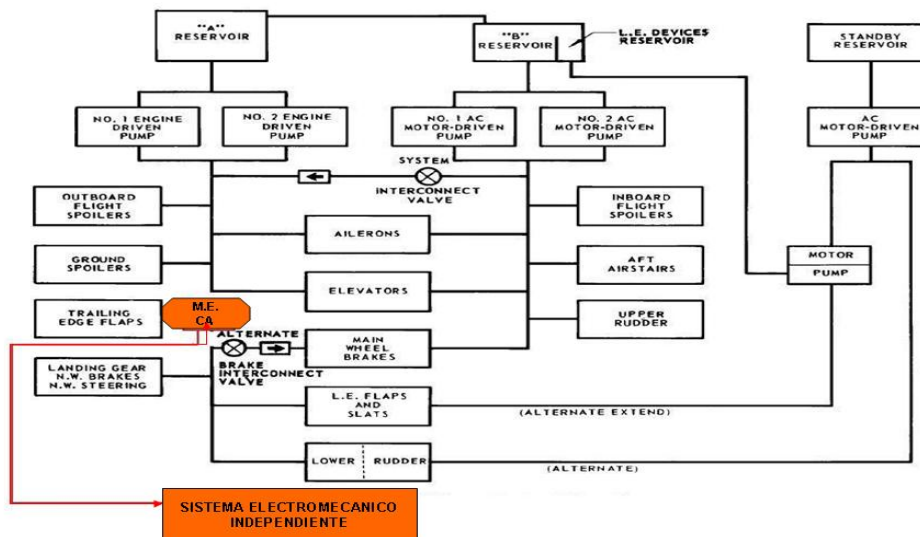 "A"
RESERVOIR
"B"
RESERVOIR
L.E. DEVICES
RESERVOIR
STANDBY
RESERVOIR
NO. 1 ENGINE
DRIVEN
PUMP
NO. 2 ENGINE
DRIVEN
PUMP
NO. 1 AC
MOTOR-DRIVEN
PUMP
NO. 2 AC
MOTOR-DRIVEN
PUMP
AC
MOTOR-DRIVEN
PUMP
SYSTEM
INTERCONNECT
VALVE
OUTBOARD
FLIGHT
SPOILERS
AILERONS
INBOARD
FLIGHT
SPOILERS
GROUND
SPOILERS
ELEVATORS
AFT
AIRSTAIRS
MOTOR
PUMP
TRAILING
EDGE FLAPS
M.E.
CA
UPPER
RUDDER
ALTERNATE
BRAKE
INTERCONNECT
VALVE
MAIN
WHEEL
BRAKES
LANDING GEAR
N.W. BRAKES
N.W. STEERING
L.E. FLAPS
AND
SLATS
(ALTERNATE EXTEND)
LOWER RUDDER
(ALTERNATE)
SISTEMA ELECTROMECANICO
INDEPENDIENTE